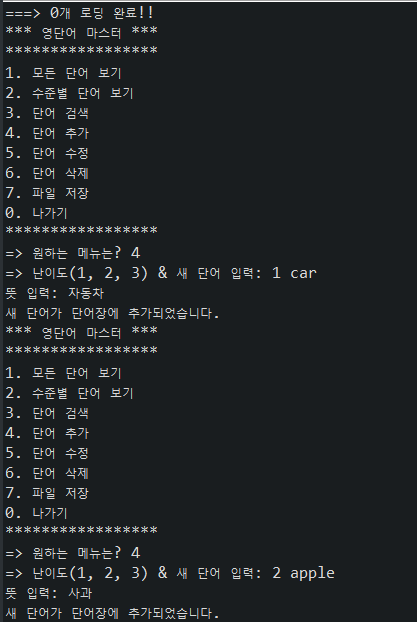 ===> 0개 로딩 완료!!
*** 영단어 마스터 ***
*****************
1. 모든 단어 보기
2. 수준별 단어 보기
3. 단어 검색
4. 단어 추가
5. 단어 수정
6. 단어 삭제
7. 파일 저장
0. 나가기
*****************
=> 원하는 메뉴는? 4
=> 난이도(1, 2, 3) & 새 단어 입력: 1 car
뜻 입력: 자동차
새 단어가 단어장에 추가되었습니다.
*** 영단어 마스터 ***
*****************
1. 모든 단어 보기
2. 수준별 단어 보기
3. 단어 검색
4. 단어 추가
5. 단어 수정
6. 단어 삭제
7. 파일 저장
0. 나가기
*****************
=> 원하는 메뉴는? 4
=> 난이도(1, 2, 3) & 새 단어 입력: 2 apple
뜻 입력: 사과
새 단어가 단어장에 추가되었습니다.